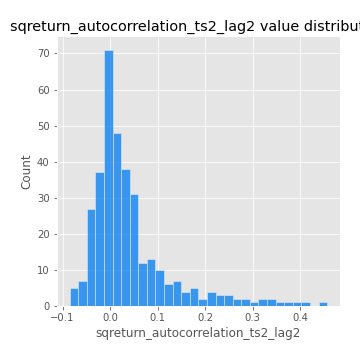 sqreturn_autocorrelation_ts2_lag2 value distribut
70
60
50
40
30
20
10
0
Count
−0.1 0.0 0.1 0.2 0.3 0.4
sqreturn_autocorrelation_ts2_lag2